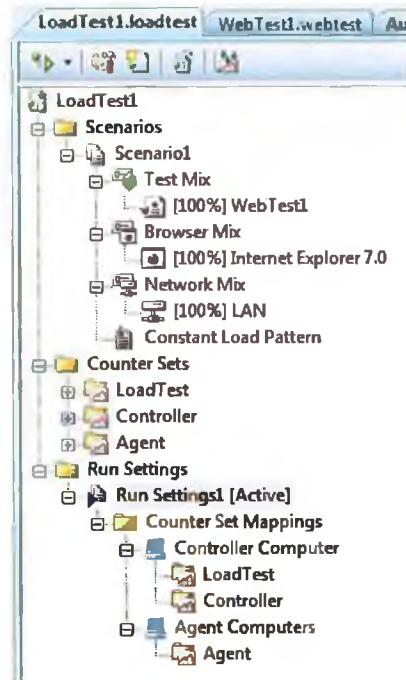 LoadTest1.loadtest WebTest1.webtest Au
LoadTest1
Scenarios
Scenario1
Test Mix
[100%] WebTest1
Browser Mix
[100%] Internet Explorer 7.0
Network Mix
[100%] LAN
Constant Load Pattern
Counter Sets
LoadTest
Controller
Agent
Run Settings
Run Settings1 [Active]
Counter Set Mappings
Controller Computer
LoadTest
Controller
Agent Computers
Agent